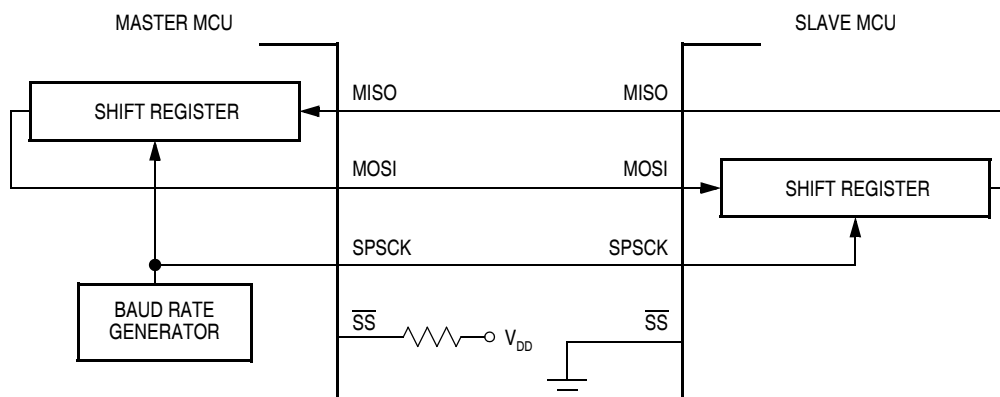 MASTER MCU
SLAVE MCU
SHIFT REGISTER
MISO
MISO
MOSI
MOSI
SHIFT REGISTER
SPSCK
SPSCK
BAUD RATE
GENERATOR
SS
VDD
SS